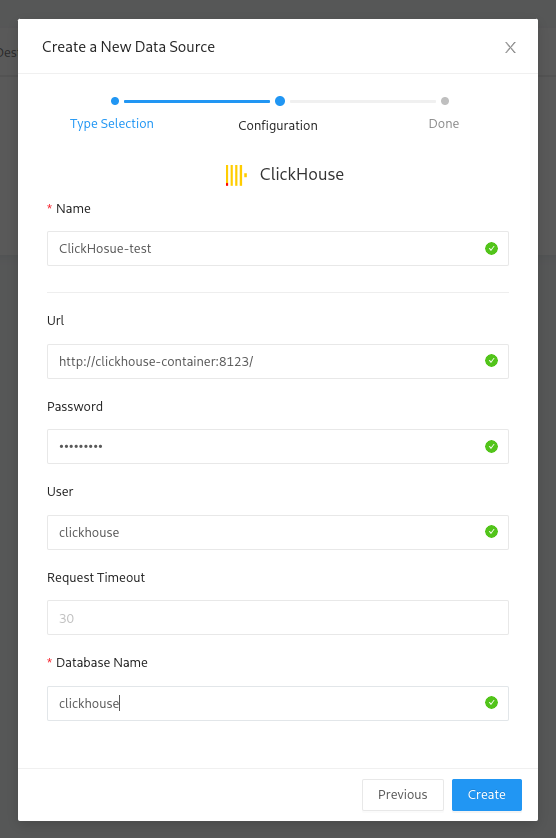 Create a New Data Source
Type Selection
Configuration
Done
ClickHouse
* Name
ClickHosue-test
Url
http://clickhouse-container:8123/
Password
•••••••••
User
clickhouse
Request Timeout
30
* Database Name
clickhouse
Previous
Create